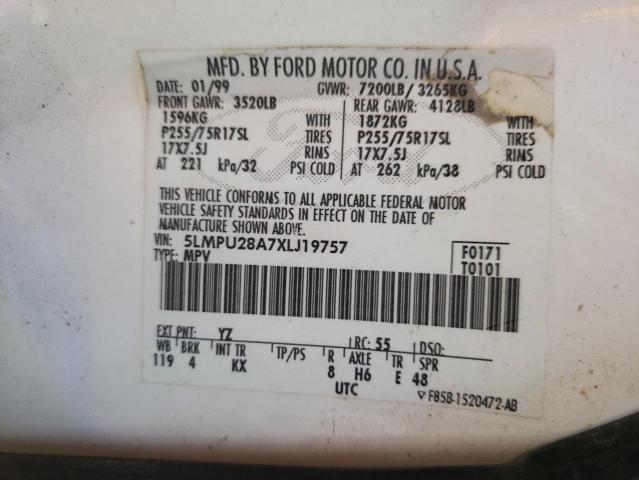 MFD. BY FORD MOTOR CO. IN U.S.A.
DATE: 01/99 GVWR: 7200LB/ 3265KG
FRONT GAWR: 3520LB REAR GAWR: 4128LB
1596KG WITH 1872KG WITH
P255/75R17SL TIRES P255/75R17SL TIRES
17X7.5J RIMS 17X7.5J RIMS
AT 221 kPa/32 PSI COLD AT 262 kPa/38 PSI COLD
THIS VEHICLE CONFORMS TO ALL APPLICABLE FEDERAL MOTOR
VEHICLE SAFETY STANDARDS IN EFFECT ON THE DATE OF
MANUFACTURE SHOWN ABOVE.
VIN: 5LMPU28A7XLJ19757 F0171
TYPE: MPV T0101
EXT PNT: YZ RC: 55 DSO:
WB BRK INT TR TP/PS R AXLE TR SPR
119 4 KX 8 H6 E 48
UTC ▽F85B-1520472-AB